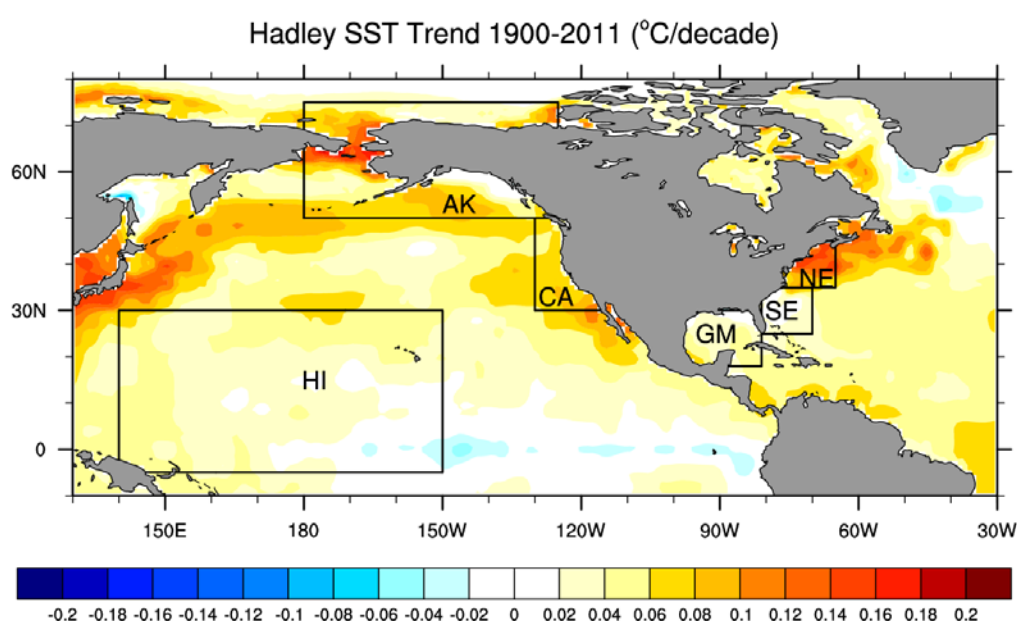 Hadley SST Trend 1900-2011 (°C/decade)
60N
AK
NE
CA
30N
SE
GM
HI
0
150E 180 150W 120W 90W 60W 30W
-0.2 -0.18 -0.16 -0.14 -0.12 -0.1 -0.08 -0.06 -0.04 -0.02 0 0.02 0.04 0.06 0.08 0.1 0.12 0.14 0.16 0.18 0.2